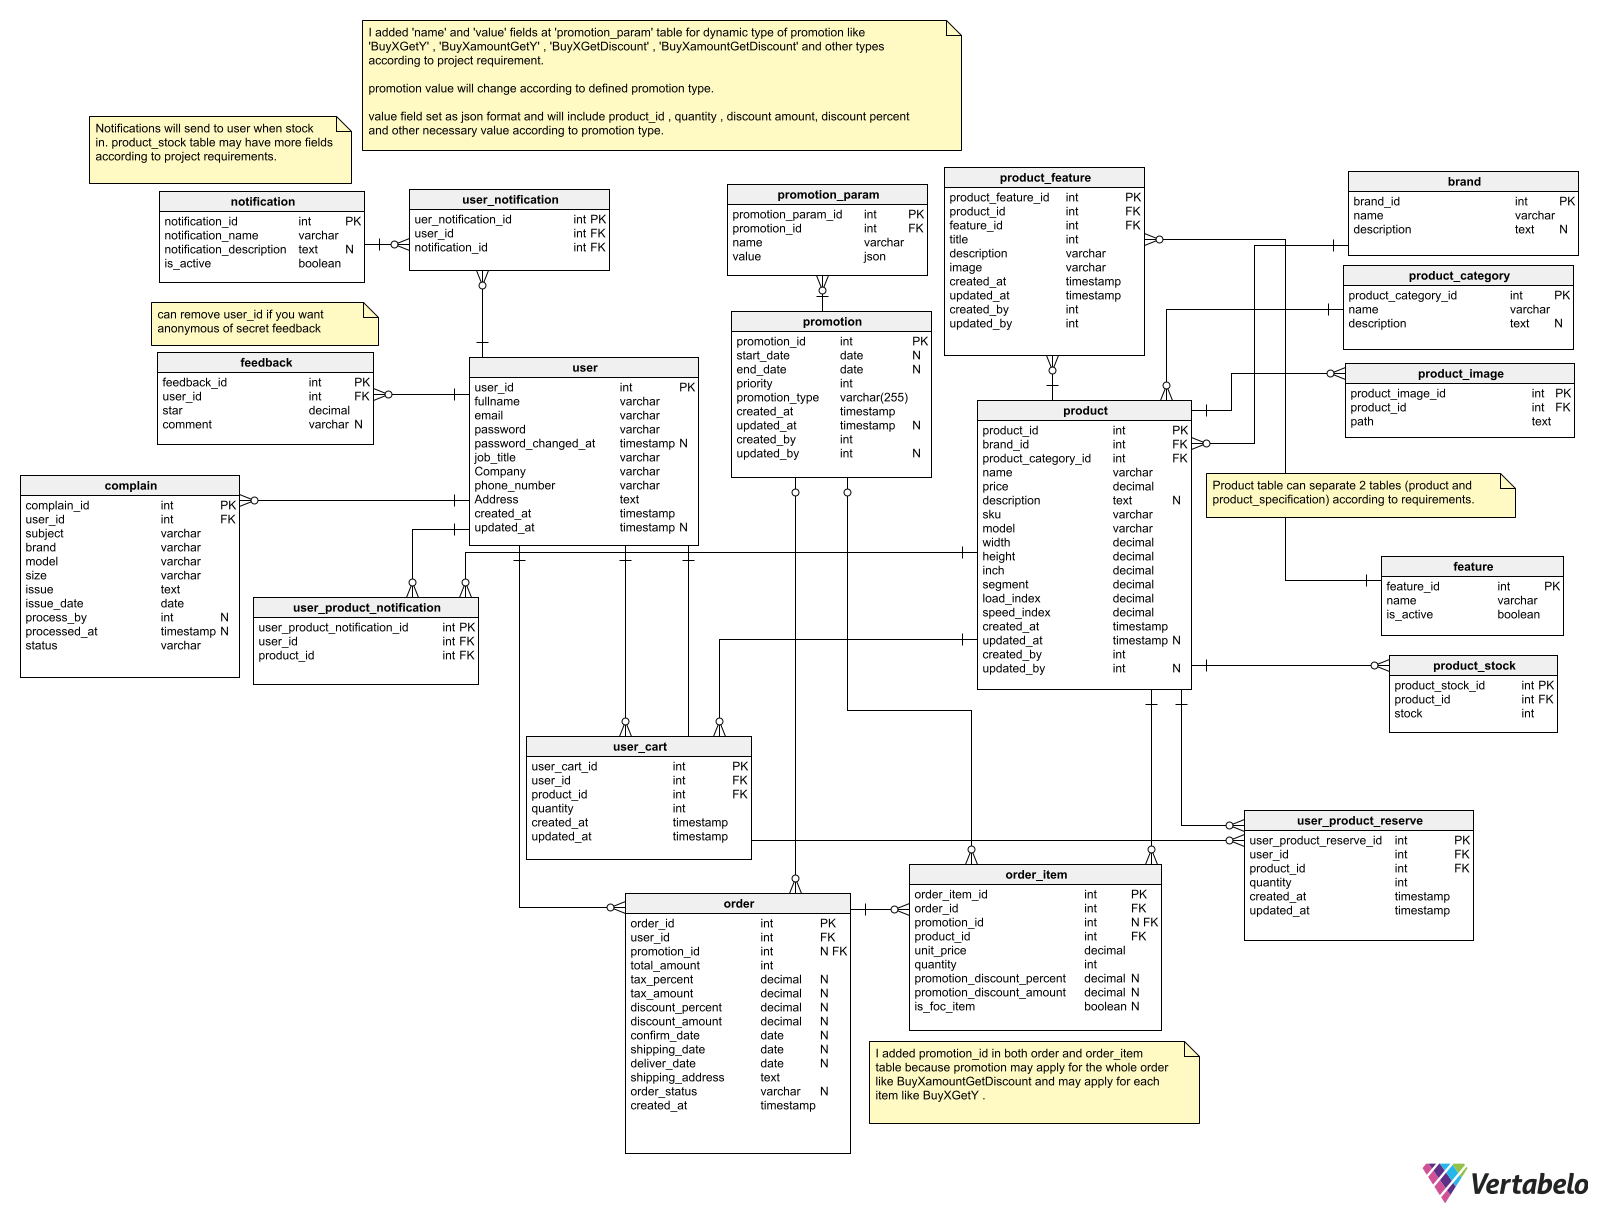 I added 'name' and 'value' fields at 'promotion_param' table for dynamic type of promotion like
'BuyXGetY' , 'BuyXamountGetY' , 'BuyXGetDiscount' , 'BuyXamountGetDiscount' and other types
according to project requirement.
promotion value will change according to defined promotion type.
value field set as json format and will include product_id , quantity , discount amount, discount percent
and other necessary value according to promotion type.
Notifications will send to user when stock
in. product_stock table may have more fields
according to project requirements.
notification
notification_id int PK
notification_name varchar
notification_description text N
is_active boolean
user_notification
uer_notification_id int PK
user_id int FK
notification_id int FK
promotion_param
promotion_param_id int PK
promotion_id int FK
name varchar
value json
product_feature
product_feature_id int PK
product_id int FK
feature_id int FK
title int
description varchar
image varchar
created_at timestamp
updated_at timestamp
created_by int
updated_by int
brand
brand_id int PK
name varchar
description text N
product_category
product_category_id int PK
name varchar
description text N
can remove user_id if you want
anonymous of secret feedback
feedback
feedback_id int PK
user_id int FK
star decimal
comment varchar N
user
user_id int PK
fullname varchar
email varchar
password varchar
password_changed_at timestamp N
job_title varchar
Company varchar
phone_number varchar
Address text
created_at timestamp
updated_at timestamp N
promotion
promotion_id int PK
start_date date N
end_date date N
priority int
promotion_type varchar(255)
created_at timestamp
updated_at timestamp N
created_by int
updated_by int N
product
product_id int PK
brand_id int FK
product_category_id int FK
name varchar
price decimal
description text N
sku varchar
model varchar
width decimal
height decimal
inch decimal
segment decimal
load_index decimal
speed_index decimal
created_at timestamp
updated_at timestamp N
created_by int
updated_by int N
product_image
product_image_id int PK
product_id int FK
path text
Product table can separate 2 tables (product and
product_specification) according to requirements.
complain
complain_id int PK
user_id int FK
subject varchar
brand varchar
model varchar
size varchar
issue text
issue_date date
process_by int N
processed_at timestamp N
status varchar
user_product_notification
user_product_notification_id int PK
user_id int FK
product_id int FK
feature
feature_id int PK
name varchar
is_active boolean
product_stock
product_stock_id int PK
product_id int FK
stock int
user_cart
user_cart_id int PK
user_id int FK
product_id int FK
quantity int
created_at timestamp
updated_at timestamp
user_product_reserve
user_product_reserve_id int PK
user_id int FK
product_id int FK
quantity int
created_at timestamp
updated_at timestamp
order
order_id int PK
user_id int FK
promotion_id int N FK
total_amount int
tax_percent decimal N
tax_amount decimal N
discount_percent decimal N
discount_amount decimal N
confirm_date date N
shipping_date date N
deliver_date date N
shipping_address text
order_status varchar N
created_at timestamp
order_item
order_item_id int PK
order_id int FK
promotion_id int N FK
product_id int FK
unit_price decimal
quantity int
promotion_discount_percent decimal N
promotion_discount_amount decimal N
is_foc_item boolean N
I added promotion_id in both order and order_item
table because promotion may apply for the whole order
like BuyXamountGetDiscount and may apply for each
item like BuyXGetY .
Vertabelo